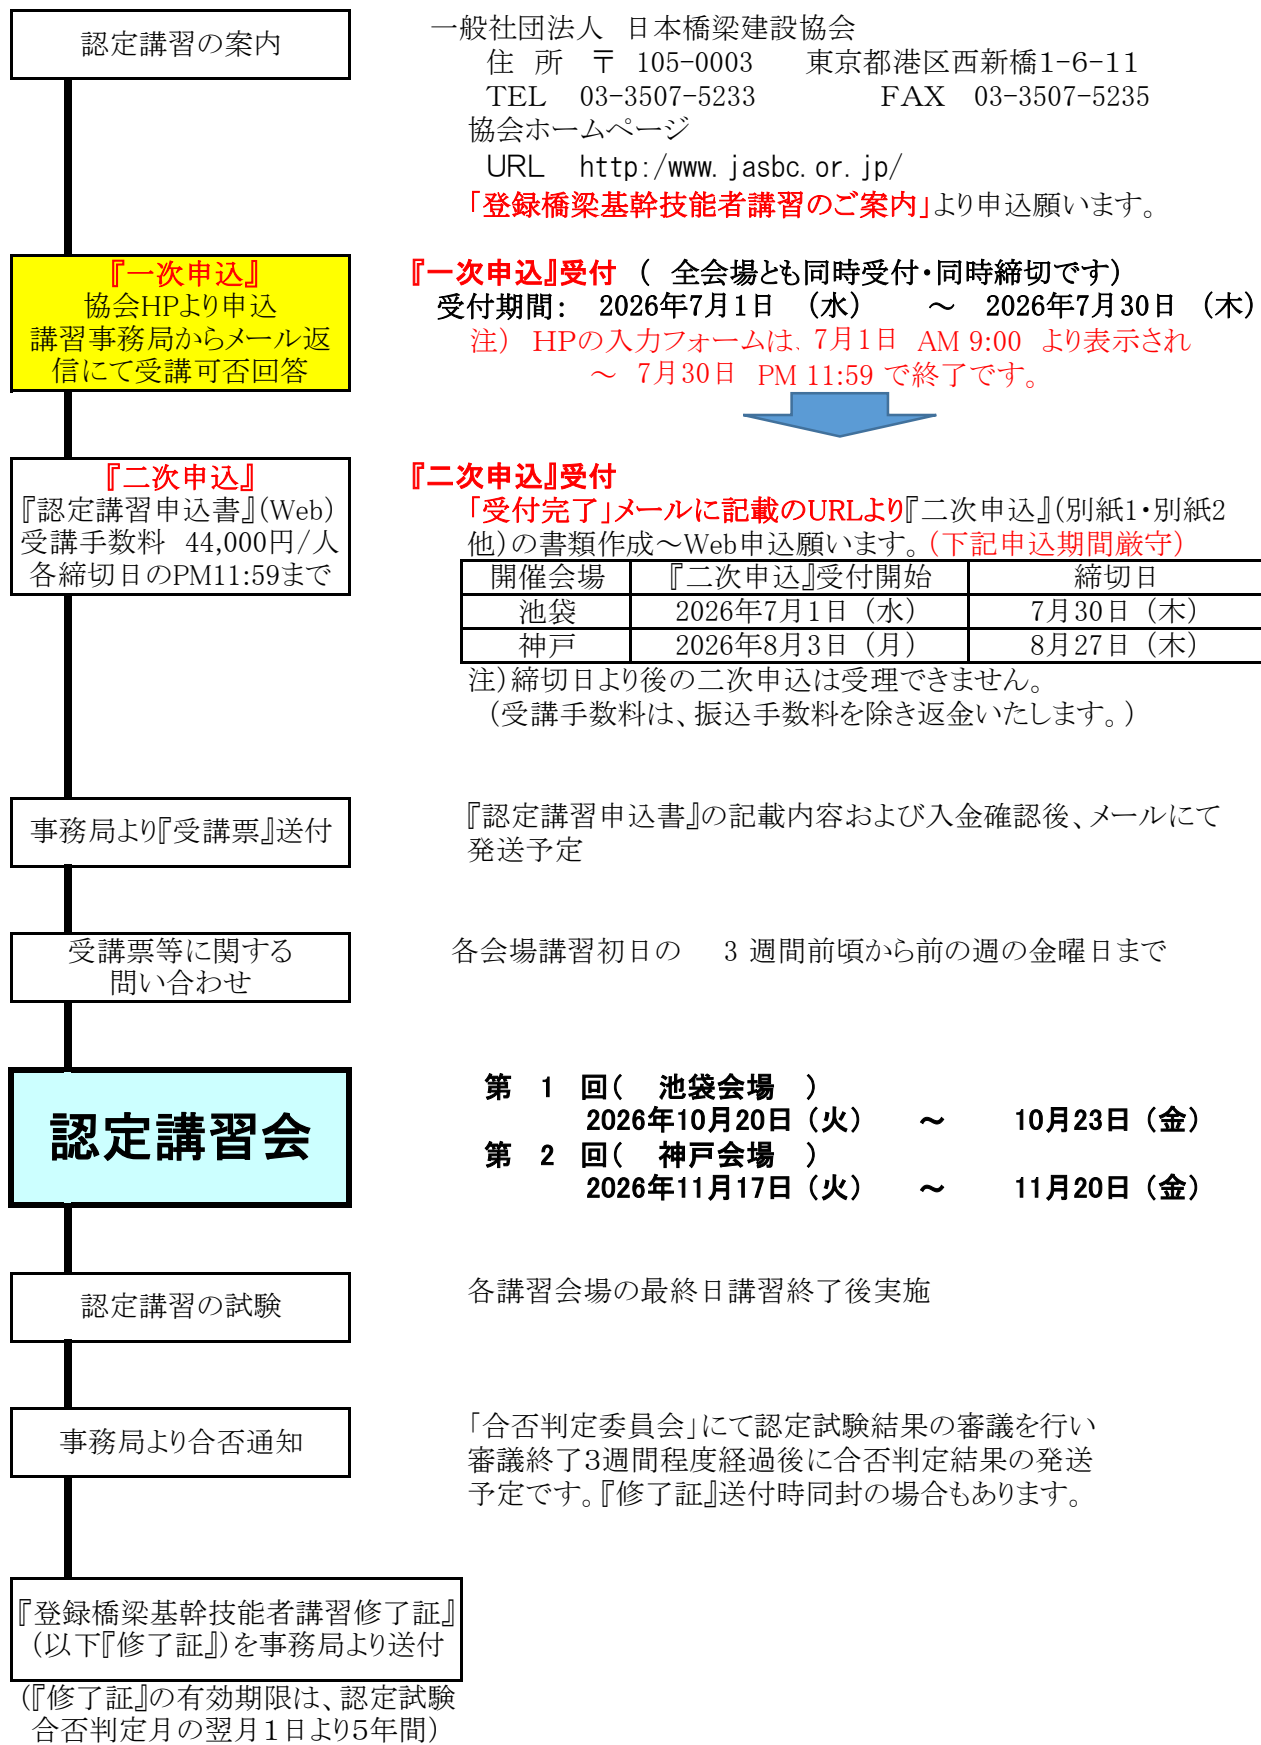 認定講習の案内
一般社団法人 日本橋梁建設協会
住 所 〒 105-0003 東京都港区西新橋1-6-11
TEL 03-3507-5233 FAX 03-3507-5235
協会ホームページ
URL http:/www.jasbc.or.jp/
「登録橋梁基幹技能者講習のご案内」より申込願います。
『一次申込』
協会HPより申込
講習事務局からメール返
信にて受講可否回答
『一次申込』受付 ( 全会場とも同時受付・同時締切です)
受付期間: 2026年7月1日 (水) ～ 2026年7月30日 (木)
注) HPの入力フォームは、7月1日 AM 9:00 より表示され
～ 7月30日 PM 11:59 で終了です。
『二次申込』
『認定講習申込書』(Web)
受講手数料 44,000円/人
各締切日のPM11:59まで
『二次申込』受付
「受付完了」メールに記載のURLより『二次申込』(別紙1・別紙2
他)の書類作成～Web申込願います。(下記申込期間厳守)
開催会場 『二次申込』受付開始 締切日
池袋 2026年7月1日 (水) 7月30日 (木)
神戸 2026年8月3日 (月) 8月27日 (木)
注)締切日より後の二次申込は受理できません。
(受講手数料は、振込手数料を除き返金いたします。)
事務局より『受講票』送付
『認定講習申込書』の記載内容および入金確認後、メールにて
発送予定
受講票等に関する
問い合わせ
各会場講習初日の 3 週間前頃から前の週の金曜日まで
認定講習会
第 1 回( 池袋会場 )
2026年10月20日 (火) ～ 10月23日 (金)
第 2 回( 神戸会場 )
2026年11月17日 (火) ～ 11月20日 (金)
認定講習の試験
各講習会場の最終日講習終了後実施
事務局より合否通知
「合否判定委員会」にて認定試験結果の審議を行い
審議終了3週間程度経過後に合否判定結果の発送
予定です。『修了証』送付時同封の場合もあります。
『登録橋梁基幹技能者講習修了証』
(以下『修了証』)を事務局より送付
(『修了証』の有効期限は、認定試験
合否判定月の翌月1日より5年間)